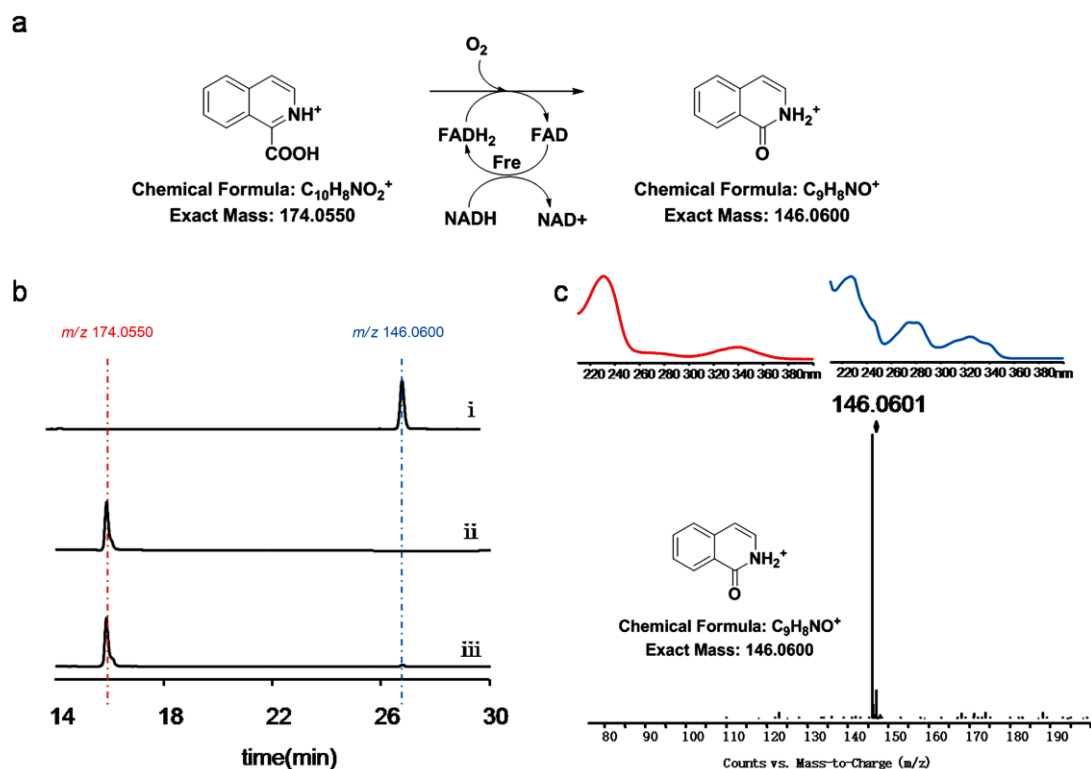 a
O₂
NH⁺
COOH
FADH₂
FAD
Fre
NADH
NAD+
NH₂⁺
O
Chemical Formula: C₁₀H₈NO₂⁺
Exact Mass: 174.0550
Chemical Formula: C₉H₈NO⁺
Exact Mass: 146.0600
b
m/z 174.0550
m/z 146.0600
i
ii
iii
14 18 22 26 30
time(min)
c
220 240 260 280 300 320 340 360 380nm
220 240 260 280 300 320 340 360 380nm
146.0601
NH₂⁺
O
Chemical Formula: C₉H₈NO⁺
Exact Mass: 146.0600
80 90 100 110 120 130 140 150 160 170 180 190
Counts vs. Mass-to-Charge (m/z)